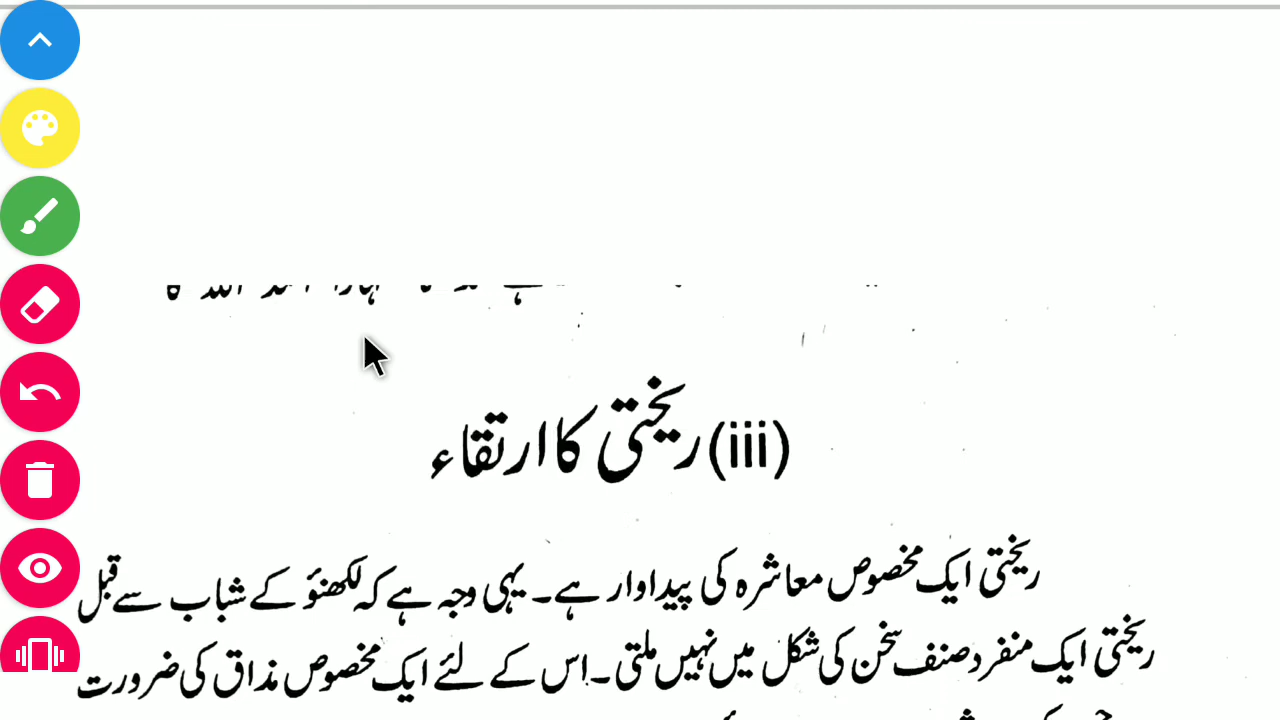 (iii) ریختی کا ارتقاء
ریختی ایک مخصوص معاشرہ کی پیداوار ہے۔ یہی وجہ ہے کہ لکھنؤ کے شباب سے قبل
ریختی ایک منفرد صنف سخن کی شکل میں نہیں ملتی۔ اس کے لئے ایک مخصوص مذاق کی ضرورت